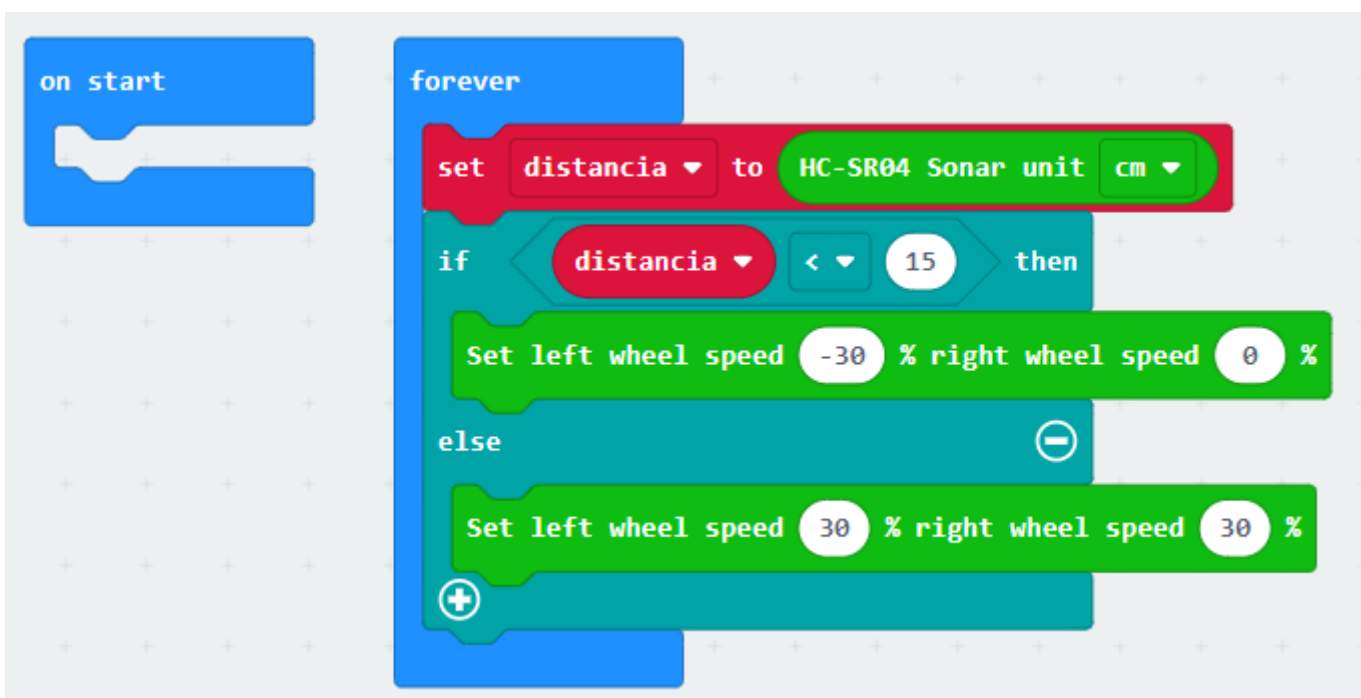 on start
forever
set distancia to HC-SR04 Sonar unit cm
if distancia < 15 then
Set left wheel speed -30 % right wheel speed 0 %
else
Set left wheel speed 30 % right wheel speed 30 %